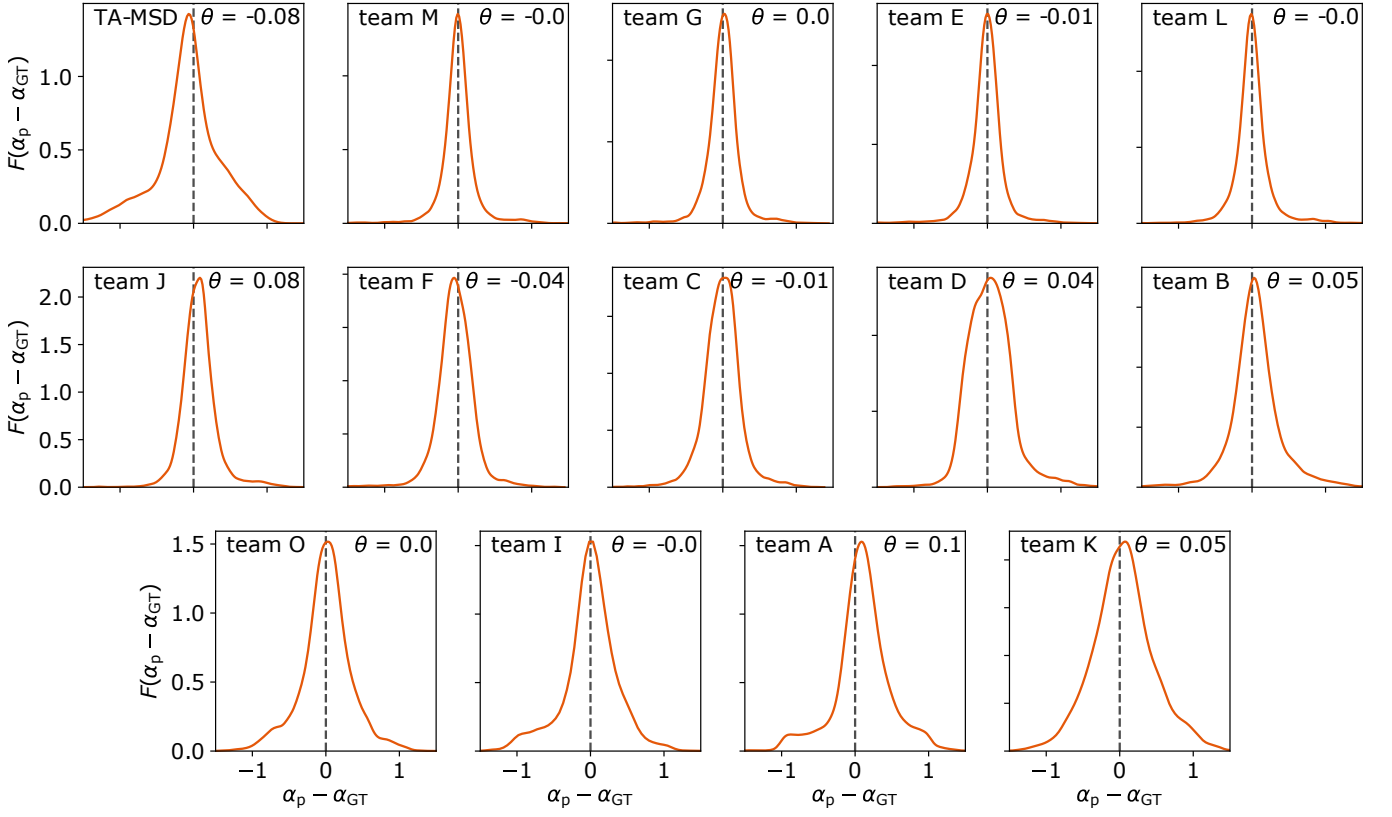 TA-MSD θ = -0.08
team M θ = -0.0
team G θ = 0.0
team E θ = -0.01
team L θ = -0.0
F(αp − αGT)
1.0
0.5
0.0
team J θ = 0.08
team F θ = -0.04
team C θ = -0.01
team D θ = 0.04
team B θ = 0.05
F(αp − αGT)
2.0
1.5
1.0
0.5
0.0
team O θ = 0.0
team I θ = -0.0
team A θ = 0.1
team K θ = 0.05
F(αp − αGT)
1.5
1.0
0.5
0.0
−1 0 1
−1 0 1
−1 0 1
−1 0 1
αp − αGT
αp − αGT
αp − αGT
αp − αGT